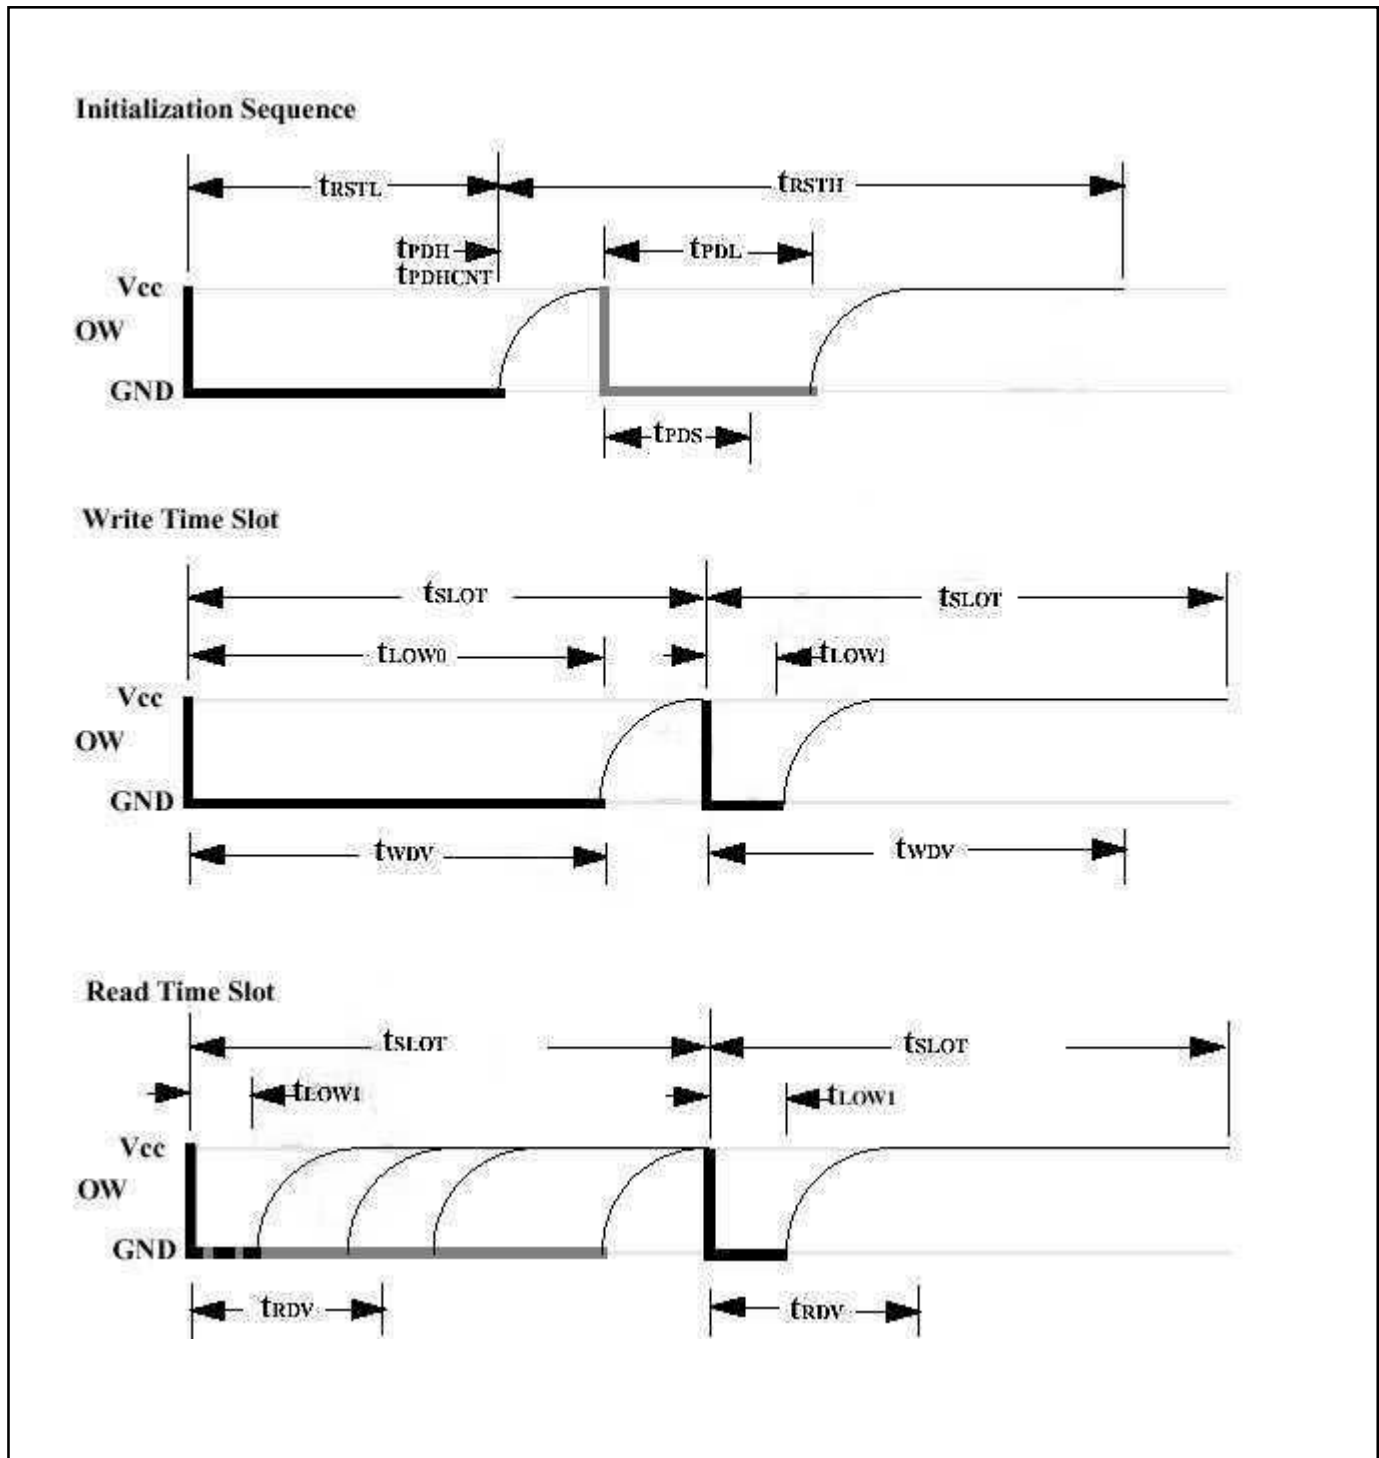 Initialization Sequence
tRSTL tRSTH
tPDH tPDL
tPDHCNT
Vcc
OW
GND
tPDS
Write Time Slot
tSLOT tSLOT
tLOW0 tLOW1
Vcc
OW
GND
tWDV tWDV
Read Time Slot
tSLOT tSLOT
tLOW1 tLOW1
Vcc
OW
GND
tRDV tRDV